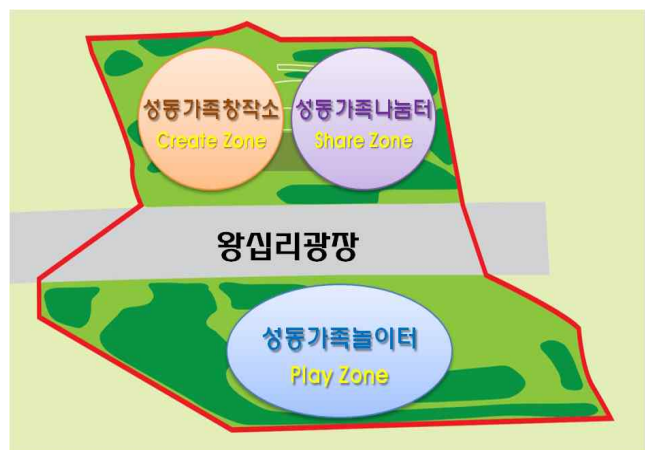 성동가족창작소
Create Zone
성동가족나눔터
Share Zone
왕십리광장
성동가족놀이터
Play Zone